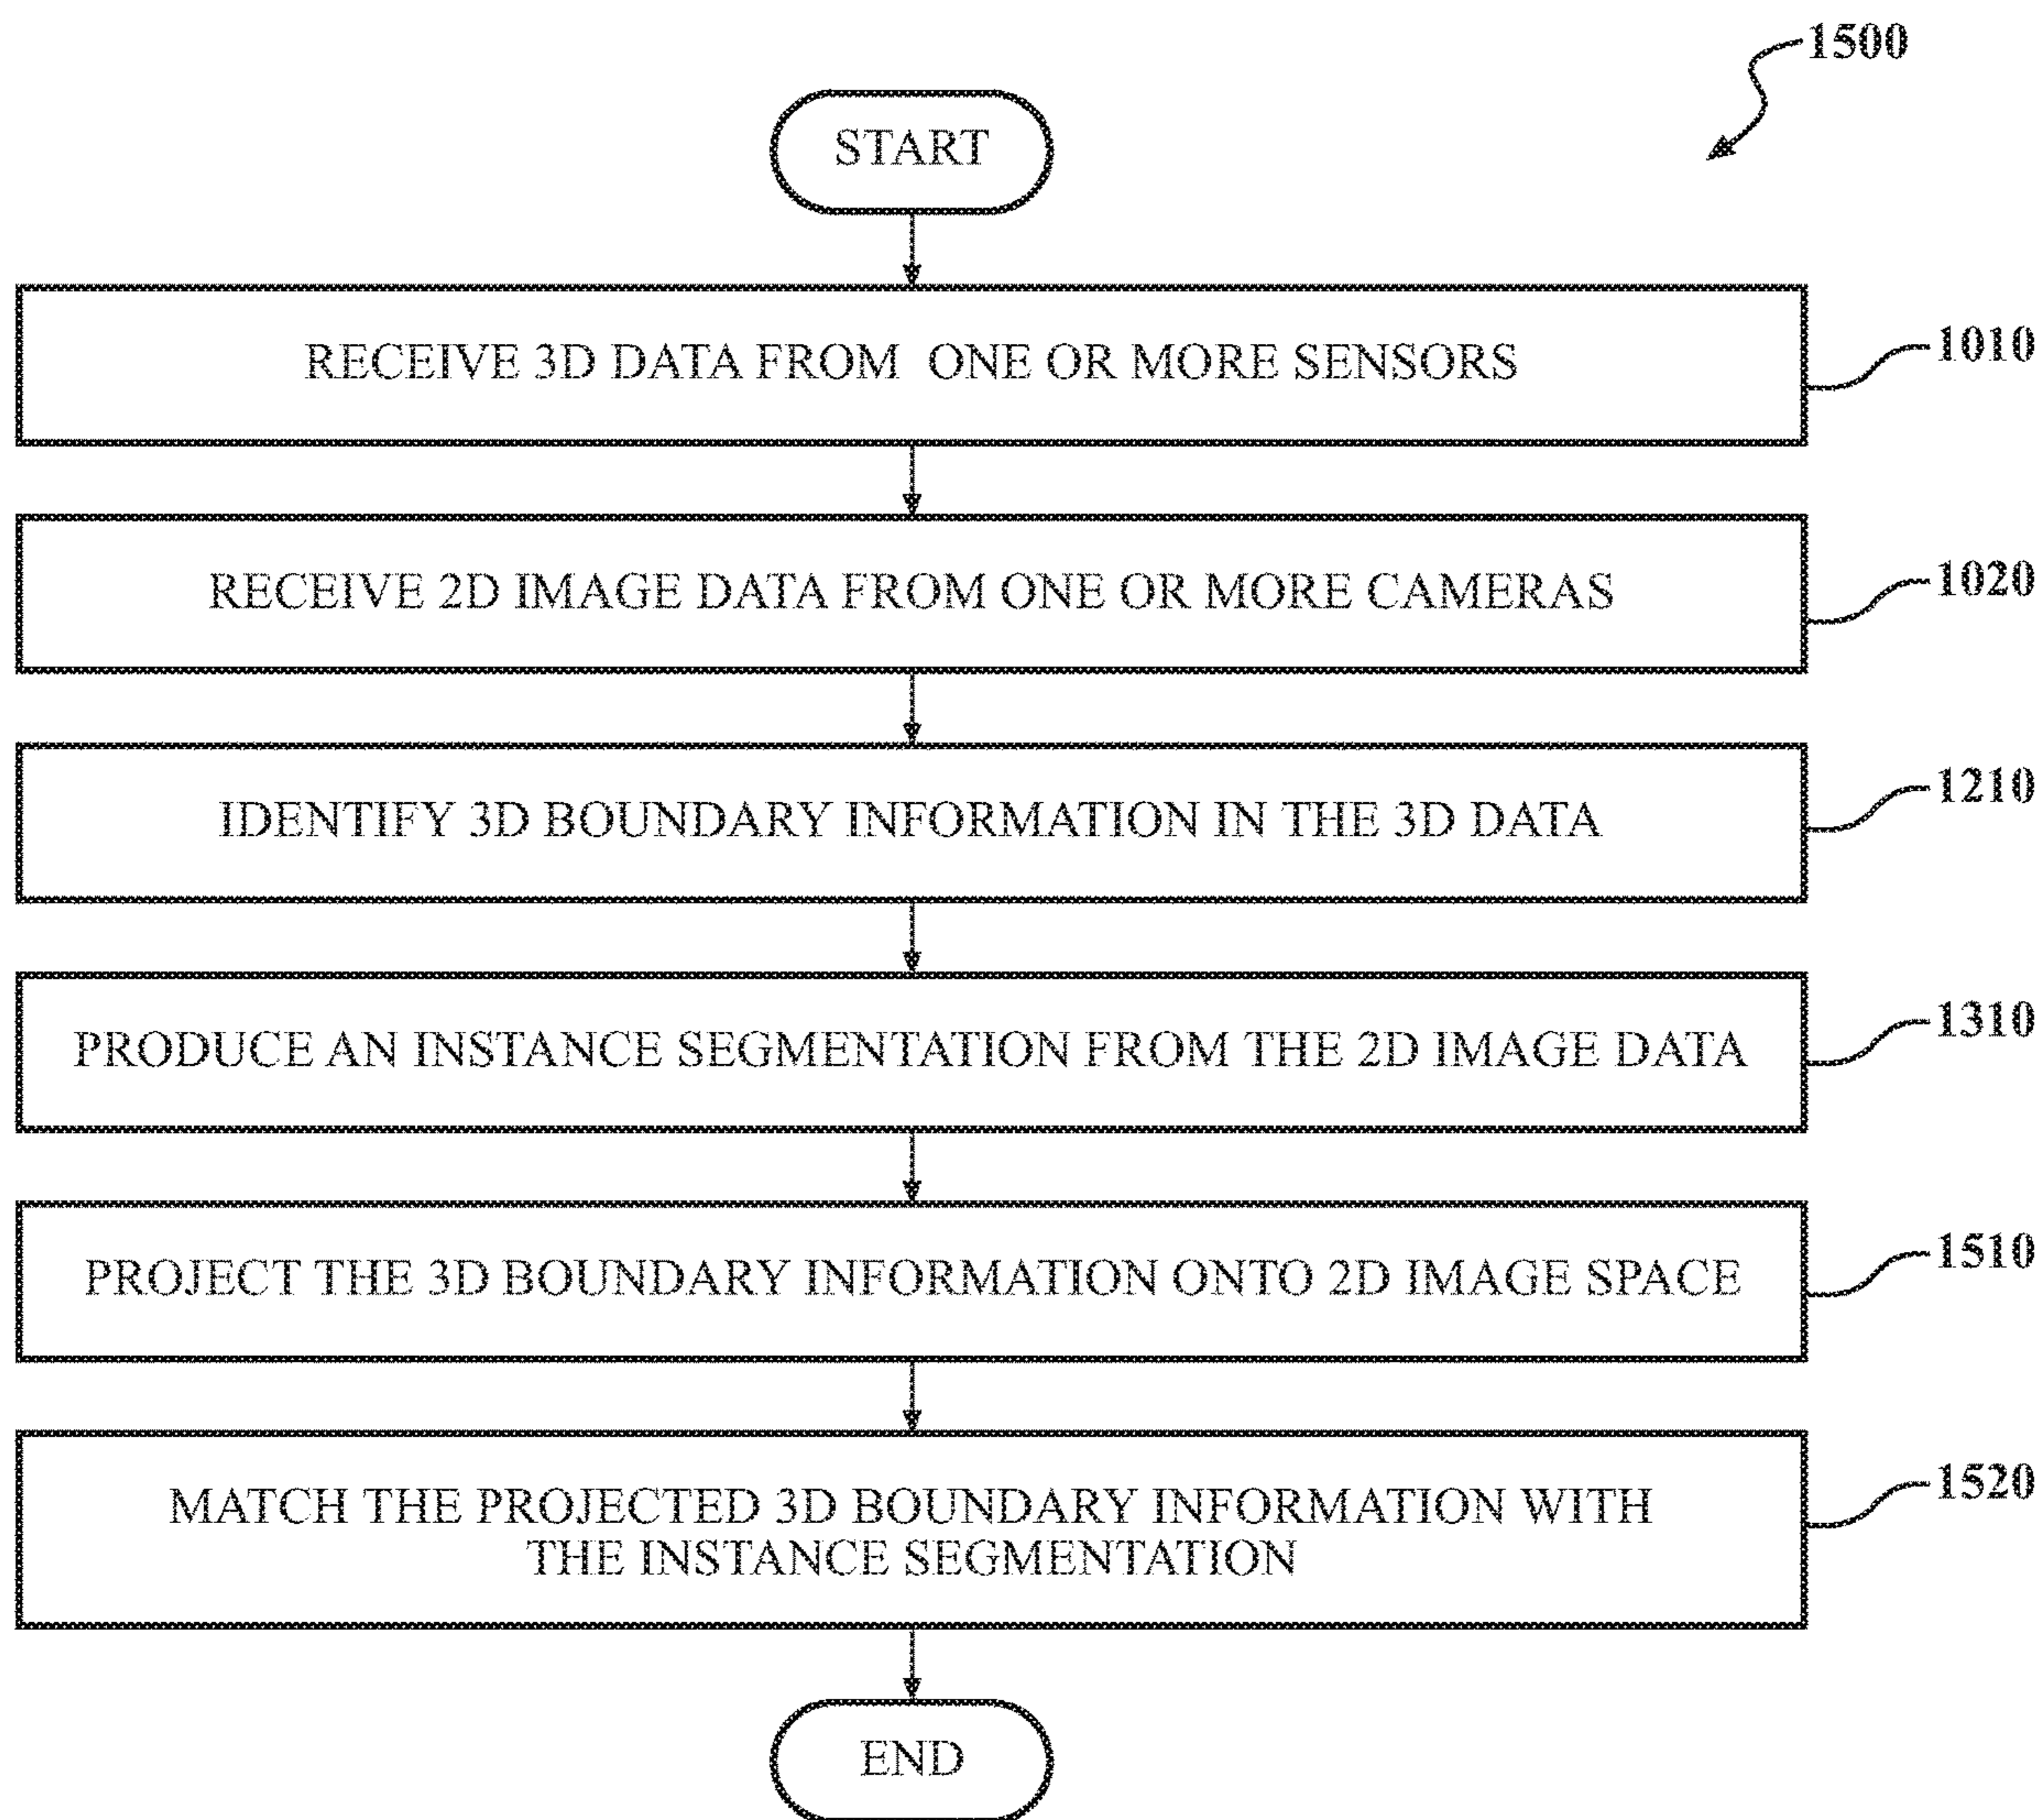 1500
START
RECEIVE 3D DATA FROM ONE OR MORE SENSORS
1010
RECEIVE 2D IMAGE DATA FROM ONE OR MORE CAMERAS
1020
IDENTIFY 3D BOUNDARY INFORMATION IN THE 3D DATA
1210
PRODUCE AN INSTANCE SEGMENTATION FROM THE 2D IMAGE DATA
1310
PROJECT THE 3D BOUNDARY INFORMATION ONTO 2D IMAGE SPACE
1510
MATCH THE PROJECTED 3D BOUNDARY INFORMATION WITH
THE INSTANCE SEGMENTATION
1520
END